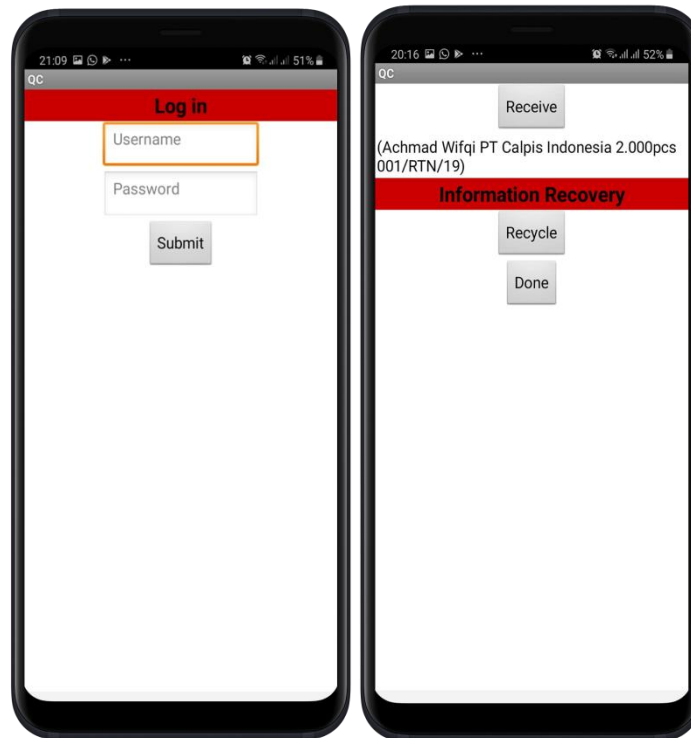 21:09 ... 51%
QC
Log in
Username
Password
Submit
20:16 ... 52%
QC
Receive
(Achmad Wifqi PT Calpis Indonesia 2.000pcs
001/RTN/19)
Information Recovery
Recycle
Done